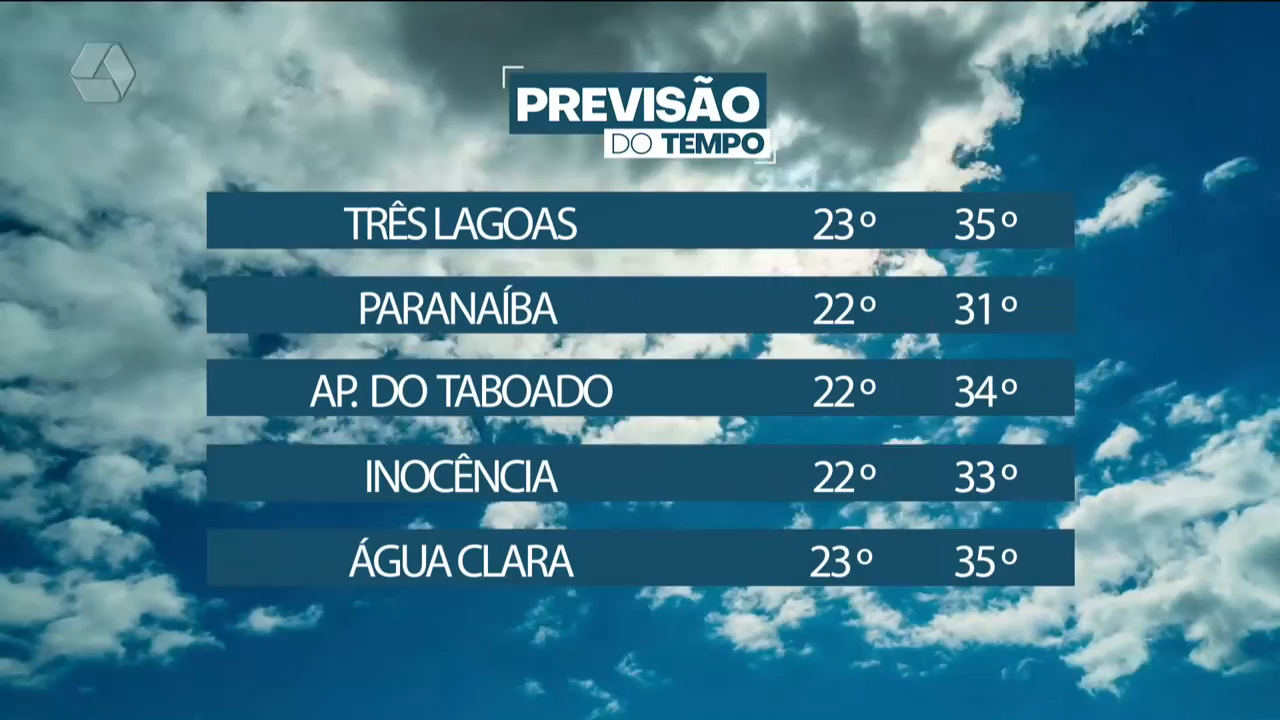 PREVISÃO
DO TEMPO
TRÊS LAGOAS 23º 35º
PARANAÍBA 22º 31º
AP. DO TABOADO 22º 34º
INOCÊNCIA 22º 33º
ÁGUA CLARA 23º 35º